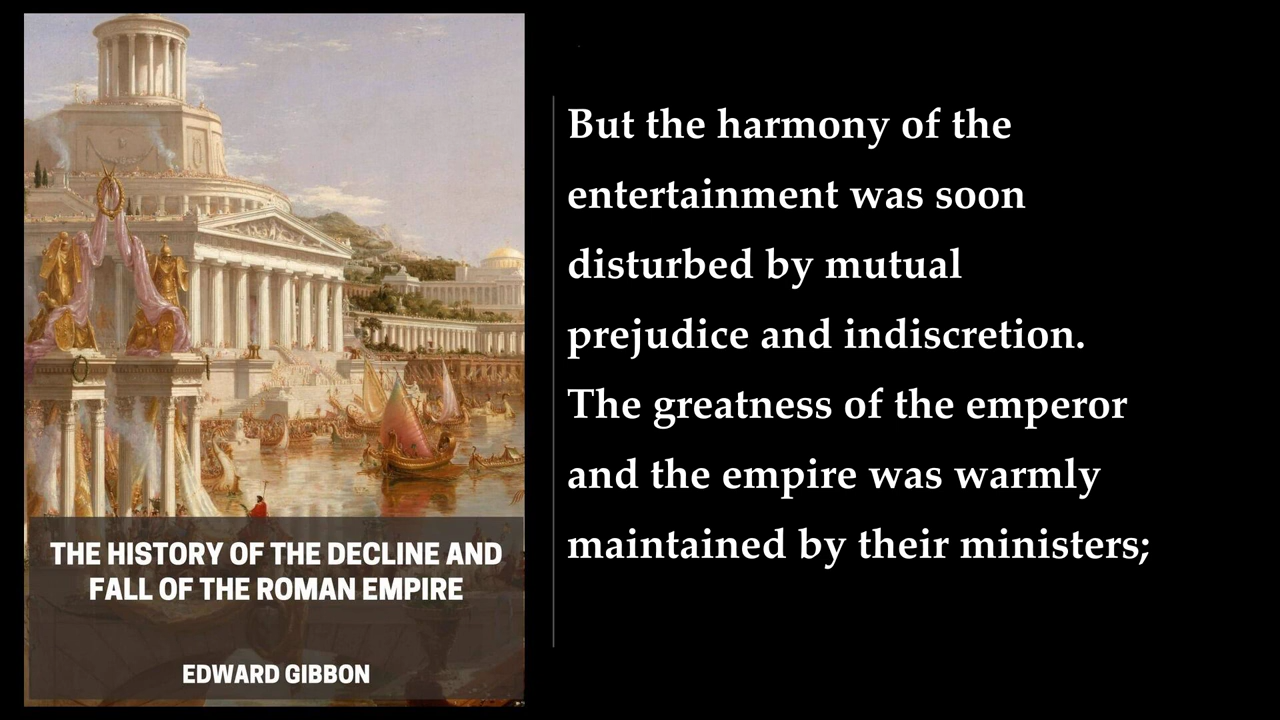 THE HISTORY OF THE DECLINE AND
FALL OF THE ROMAN EMPIRE
EDWARD GIBBON
But the harmony of the
entertainment was soon
disturbed by mutual
prejudice and indiscretion.
The greatness of the emperor
and the empire was warmly
maintained by their ministers;